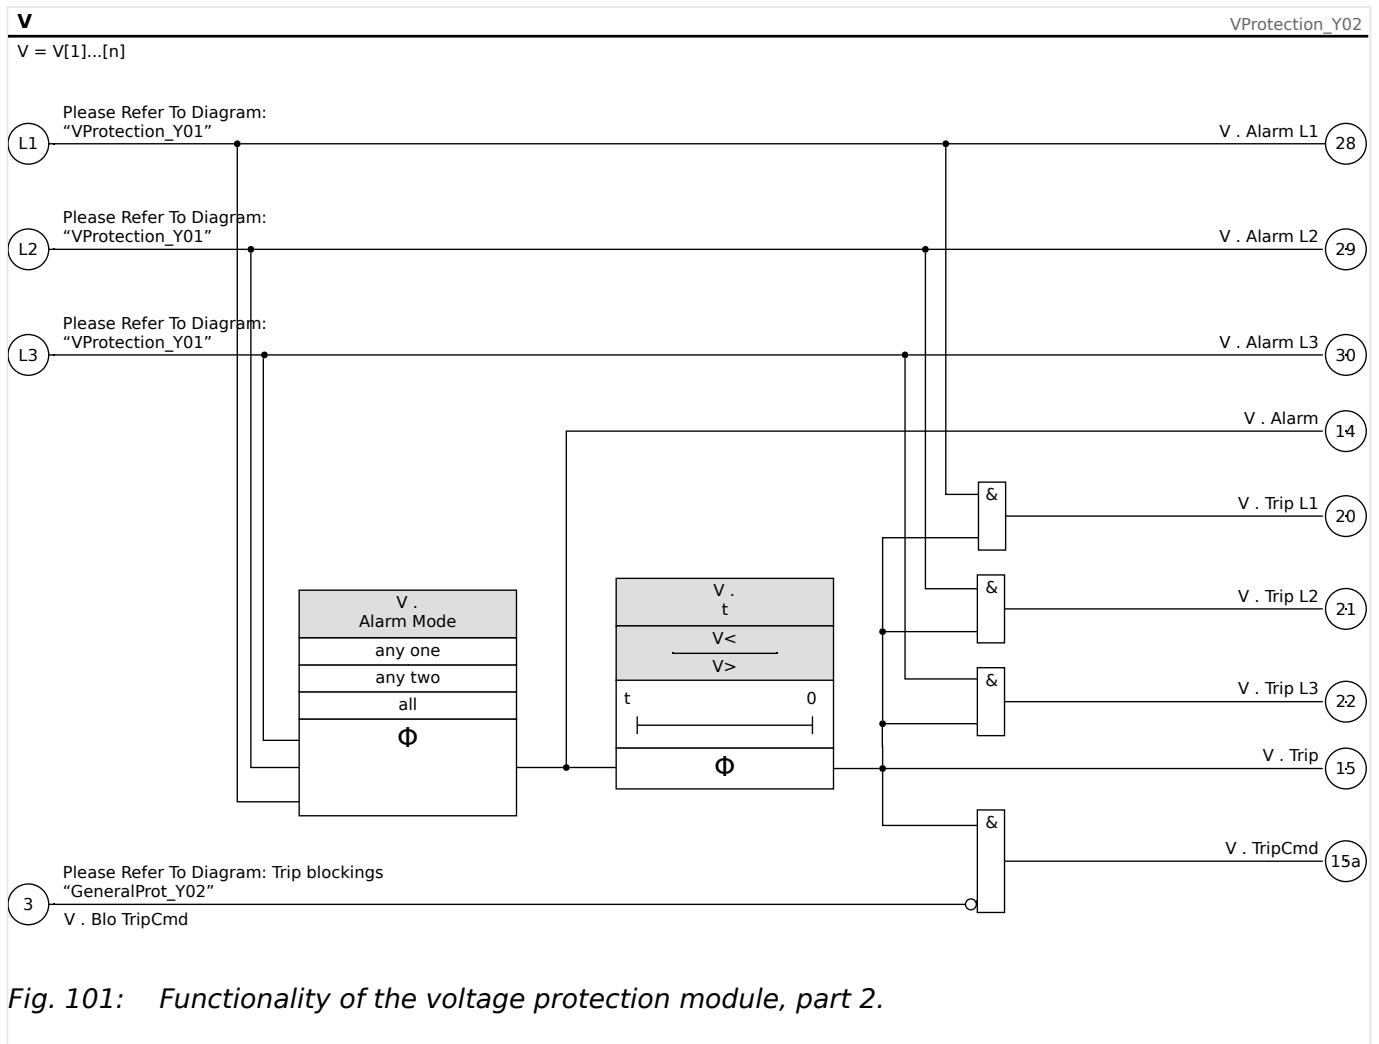 V
VProtection_Y02
V = V[1]...[n]
Please Refer To Diagram:
“VProtection_Y01”
L1
V . Alarm L1
28
Please Refer To Diagram:
“VProtection_Y01”
L2
V . Alarm L2
29
Please Refer To Diagram:
“VProtection_Y01”
L3
V . Alarm L3
30
V . Alarm
14
&
V . Trip L1
20
&
V . Trip L2
21
&
V . Trip L3
22
V .
Alarm Mode
any one
any two
all
Φ
V .
t
V<
V>
t 0
Φ
V . Trip
15
&
V . TripCmd
15a
Please Refer To Diagram: Trip blockings
“GeneralProt_Y02”
3
V . Blo TripCmd
Fig. 101: Functionality of the voltage protection module, part 2.